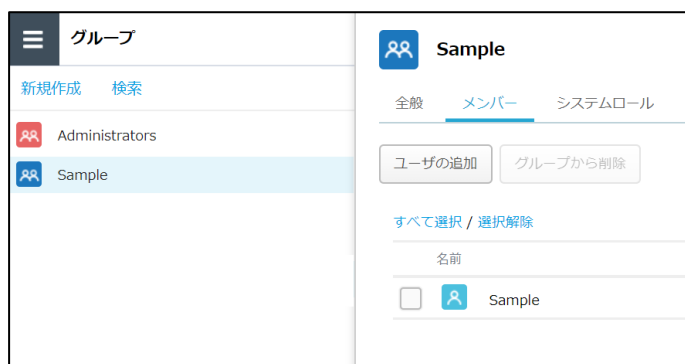 グループ
新規作成 検索
Administrators
Sample
Sample
全般 メンバー システムロール
ユーザの追加 グループから削除
すべて選択 / 選択解除
名前
Sample